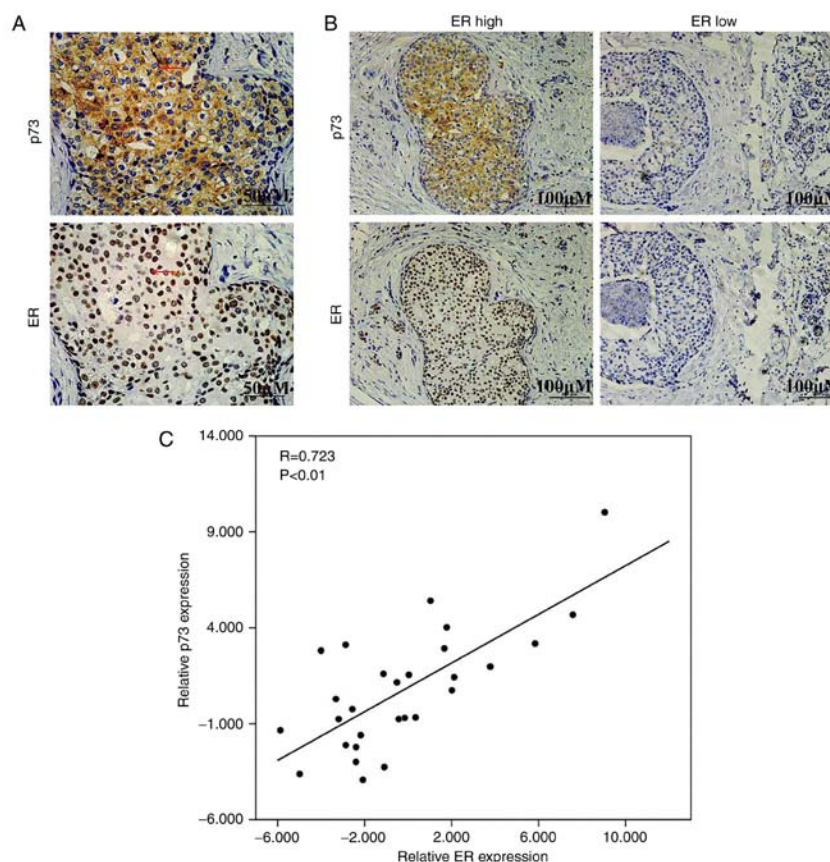 A
B
ER high
ER low
p73
50µM
100µM
100µM
ER
50µM
100µM
100µM
C
14.000
R=0.723
P<0.01
9.000
Relative p73 expression
4.000
−1.000
−6.000
−6.000 −2.000 2.000 6.000 10.000
Relative ER expression
p73
ER